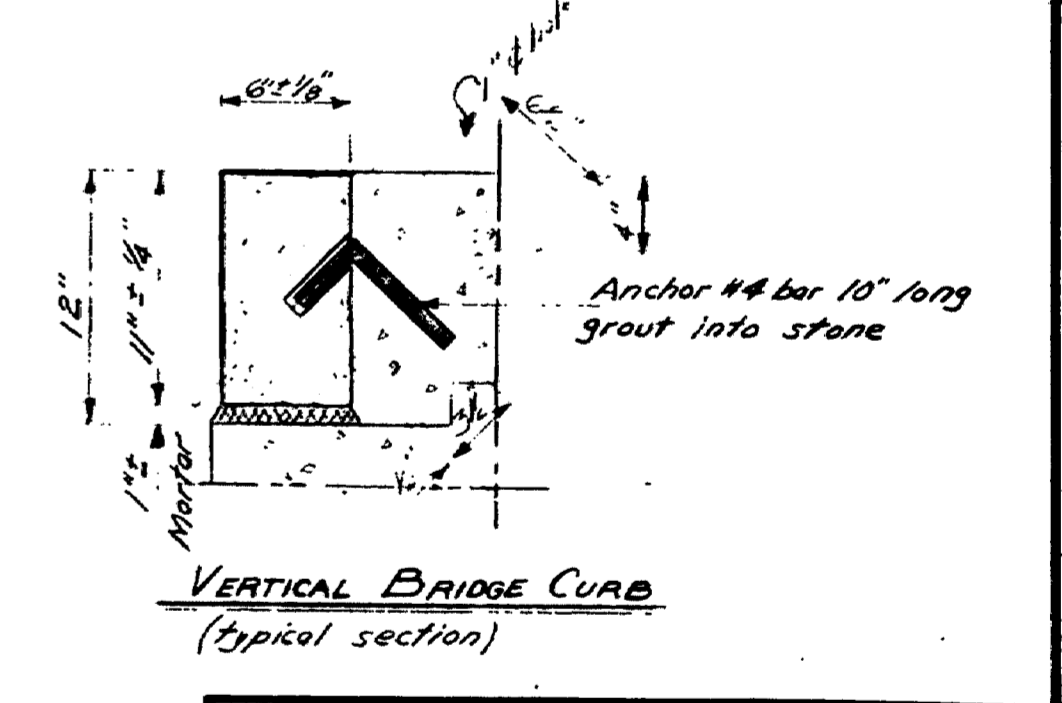 6"±1/8"
4"
12"
11"± 1/4"
Anchor #4 bar 10" long
grout into stone
1"±
Mortar
VERTICAL BRIDGE CURB
(typical section)